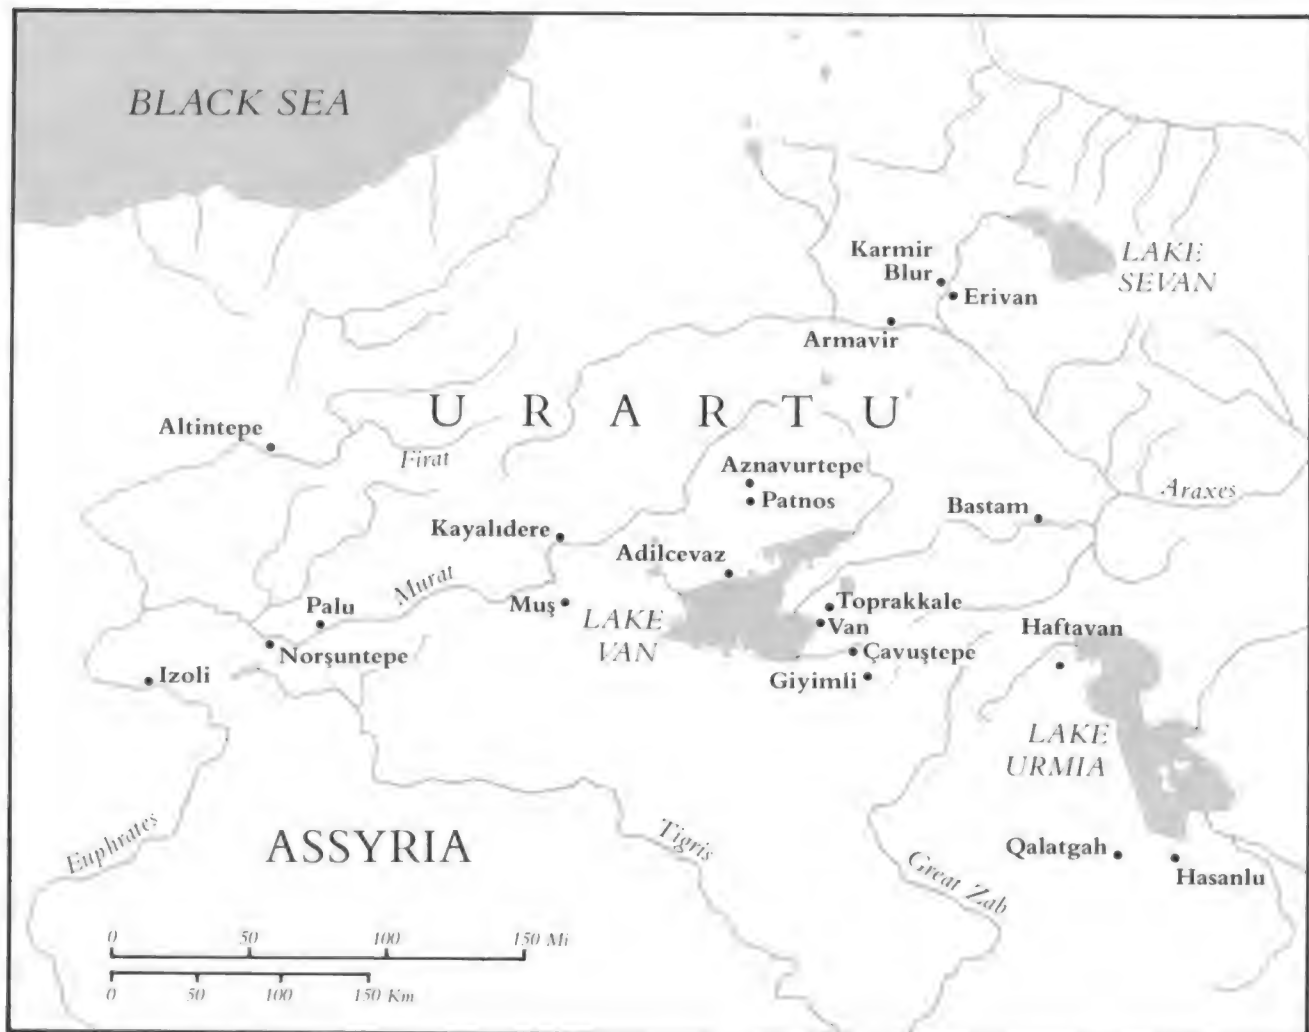 BLACK SEA
Karmir
Blur
LAKE
SEVAN
Erivan
Armavir
URARTU
Altintepe
Firat
Aznavurtepe
Patnos
Araxes
Bastam
Kayalıdere
Adilcevaz
Murat
Palu
Muş
LAKE
VAN
Toprakkale
Van
Haftavan
Norşuntepe
Çavuştepe
Izoli
Giyimli
LAKE
URMIA
Euphrates
ASSYRIA
Tigris
Great Zab
Qalatgah
Hasanlu
0 50 100 150 Mi
0 50 100 150 Km